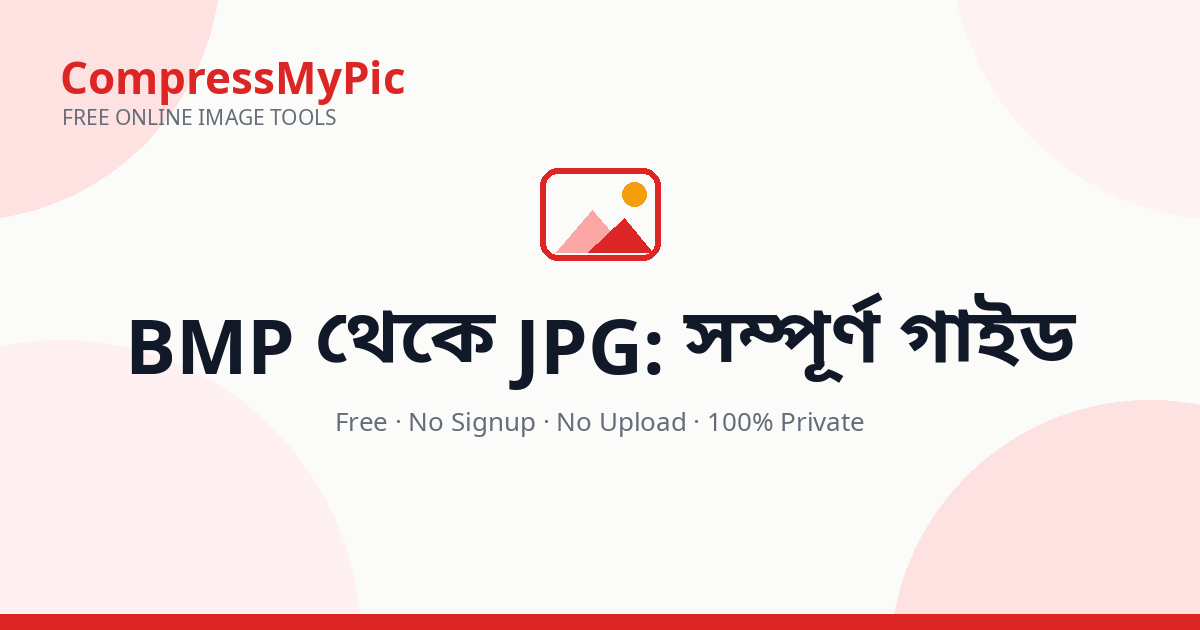 CompressMyPic
FREE ONLINE IMAGE TOOLS
BMP থেকে JPG: সম্পূর্ণ গাইড
Free · No Signup · No Upload · 100% Private